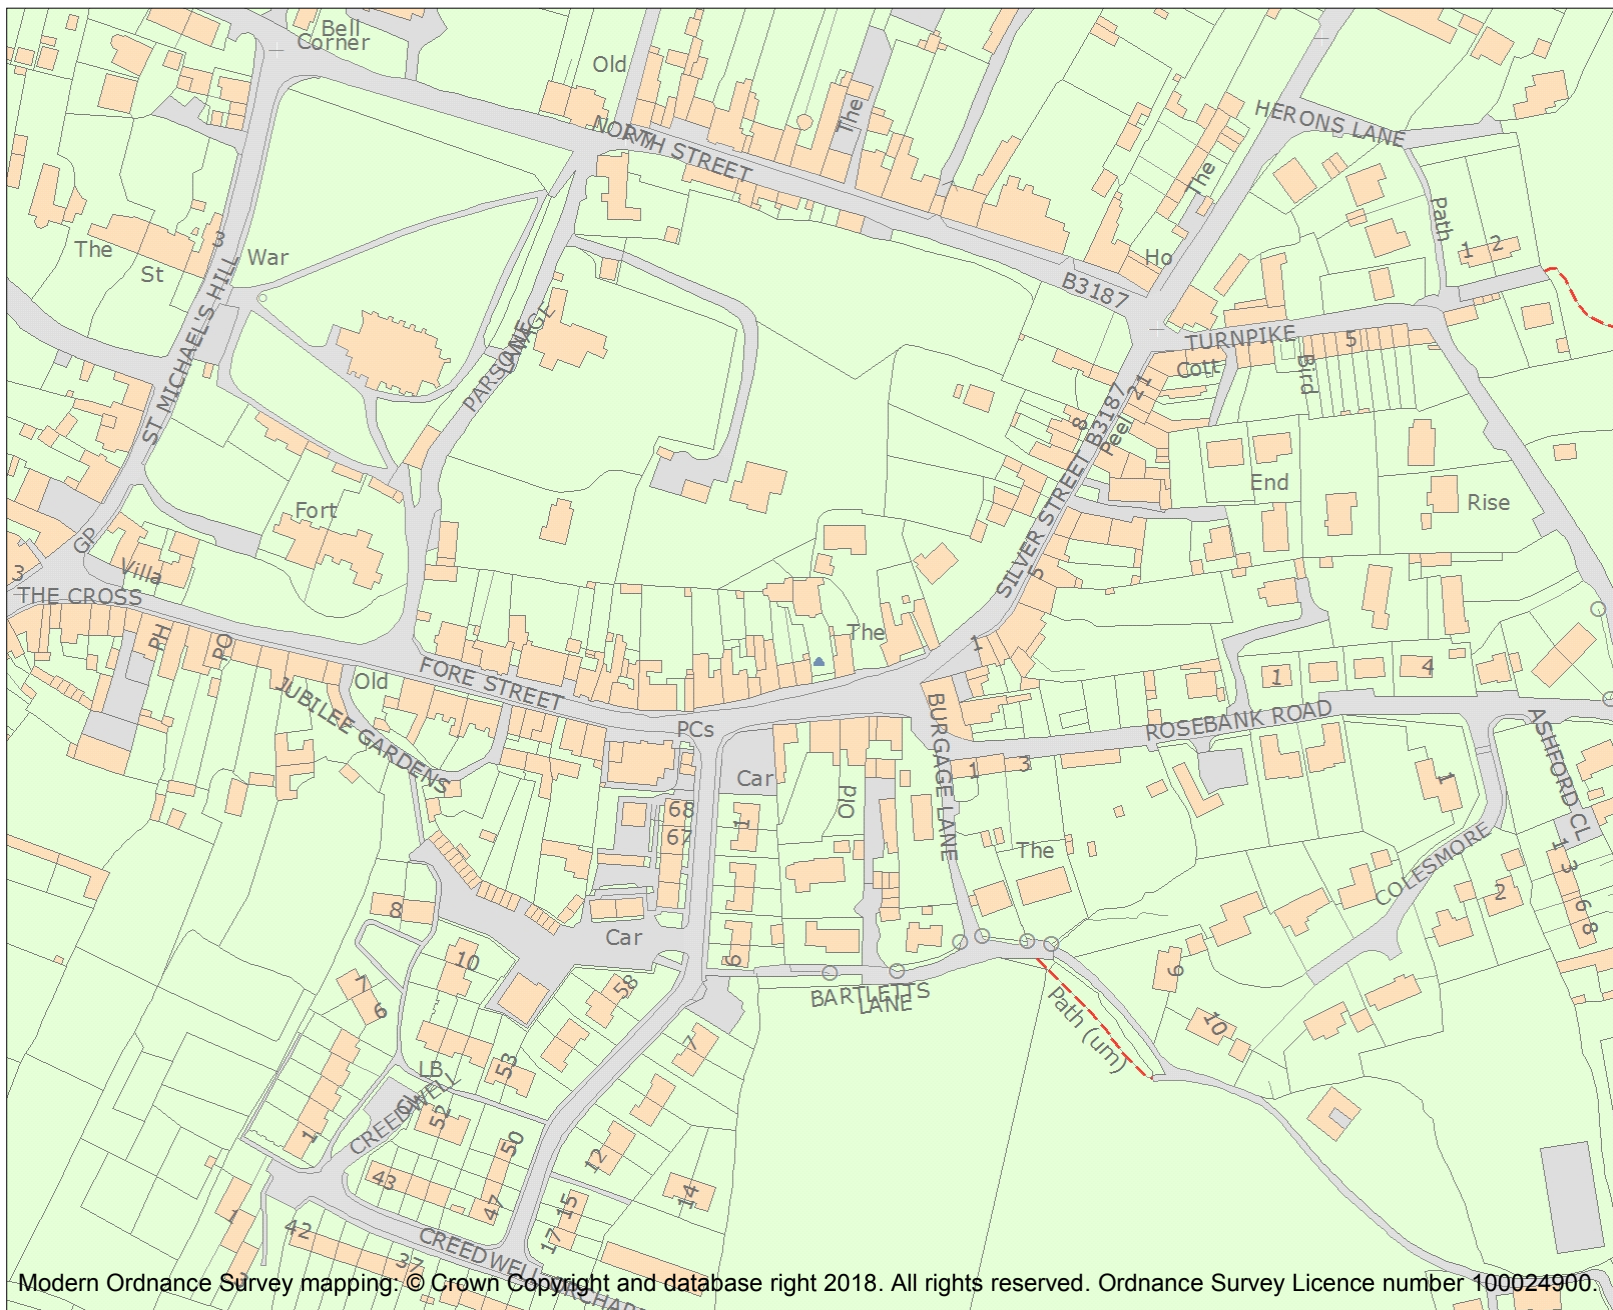 Bell
Corner
Old
The
NORTH STREET
HERONS LANE
The
Path
1
2
The
St
3
War
ST MICHAEL'S HILL
Ho
B3187
PARSONAGE
LANE
TURNPIKE
5
Cott
Bird
21
8
Peel
SILVER STREET B3187
End
Rise
Fort
GP
3
Villa
THE CROSS
5
PH
PO
The
1
Old
FORE STREET
JUBILEE GARDENS
PCs
BURGAGE LANE
1
4
ROSEBANK ROAD
ASHFORD CL
Car
1
3
Old
68
67
1
1
The
COLESMORE
1
3
2
6
8
8
Car
10
6
9
58
7
6
BARTLETTS
LANE
Path (um)
10
7
LB
53
CREEDWELL
CL
52
50
1
12
43
47
15
14
17
1
42
37
CREEDWELL ORCHARD
Modern Ordnance Survey mapping: © Crown Copyright and database right 2018. All rights reserved. Ordnance Survey Licence number 100024900.